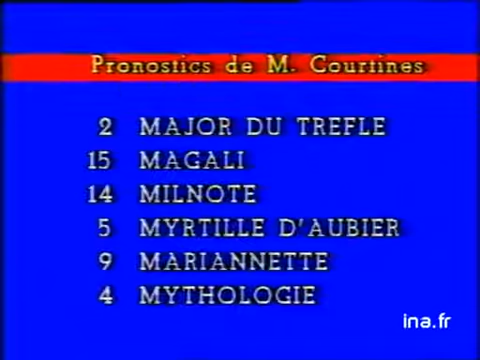 Pronostics de M. Courtines
2 MAJOR DU TREFLE
15 MAGALI
14 MILNOTE
5 MYRTILLE D'AUBIER
9 MARIANNETTE
4 MYTHOLOGIE
ina.fr